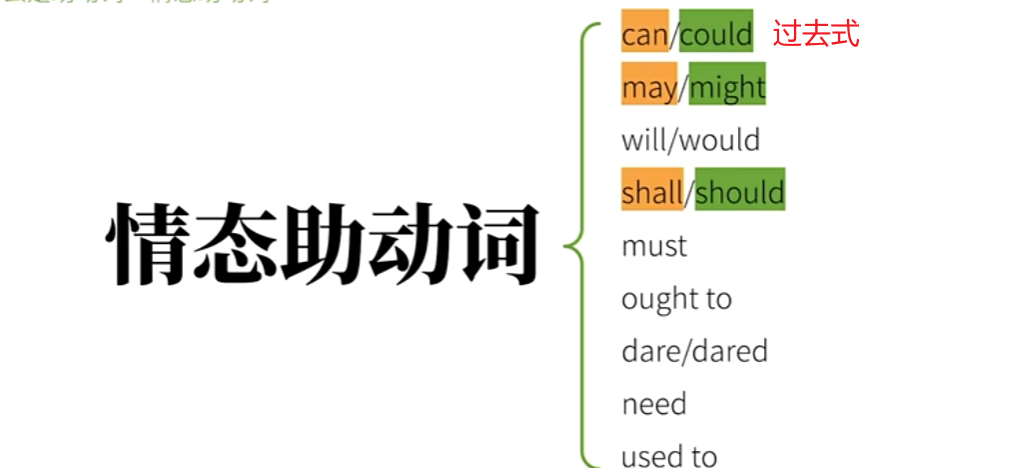 can/could 过去式
may/might
will/would
shall/should
情态助动词
must
ought to
dare/dared
need
used to